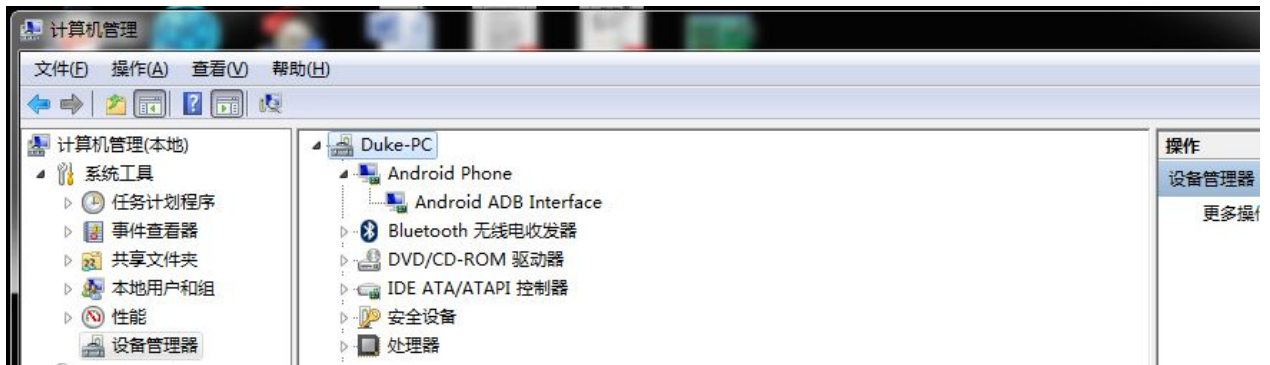 计算机管理
文件(F) 操作(A) 查看(V) 帮助(H)
计算机管理(本地)
系统工具
任务计划程序
事件查看器
共享文件夹
本地用户和组
性能
设备管理器
Duke-PC
Android Phone
Android ADB Interface
Bluetooth 无线电收发器
DVD/CD-ROM 驱动器
IDE ATA/ATAPI 控制器
安全设备
处理器
操作
设备管理器
更多操